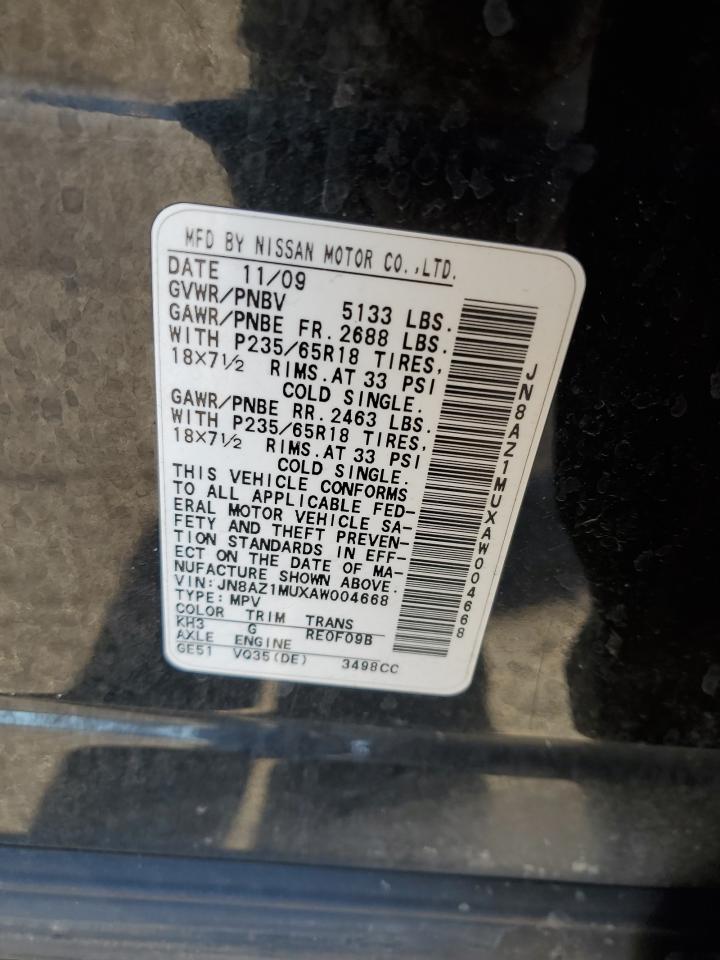 MFD BY NISSAN MOTOR CO.,LTD.
DATE 11/09
GVWR/PNBV 5133 LBS.
GAWR/PNBE FR. 2688 LBS.
WITH P235/65R18 TIRES,
18X7½ RIMS.AT 33 PSI
COLD SINGLE.
GAWR/PNBE RR. 2463 LBS.
WITH P235/65R18 TIRES,
18X7½ RIMS.AT 33 PSI
COLD SINGLE.
THIS VEHICLE CONFORMS
TO ALL APPLICABLE FED-
ERAL MOTOR VEHICLE SA-
FETY AND THEFT PREVEN-
TION STANDARDS IN EFF-
ECT ON THE DATE OF MA-
NUFACTURE SHOWN ABOVE.
VIN:JN8AZ1MUXAW004668
TYPE:MPV
COLOR TRIM TRANS
KH3 G RE0F09B
AXLE ENGINE
GE51 VQ35(DE) 3498CC
JN8AZ1MUXAW004668